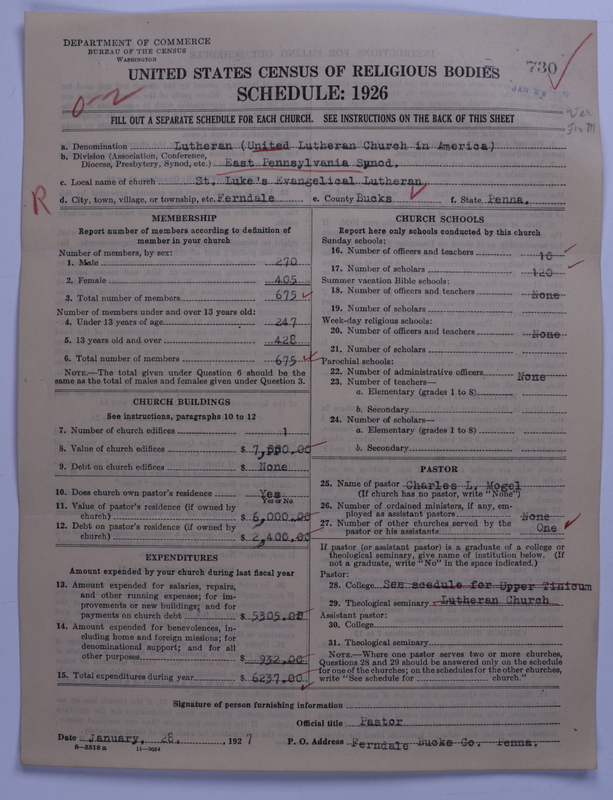 DEPARTMENT OF COMMERCE
BUREAU OF THE CENSUS
WASHINGTON
730
UNITED STATES CENSUS OF RELIGIOUS BODIES
SCHEDULE: 1926
0-2
FILL OUT A SEPARATE SCHEDULE FOR EACH CHURCH. SEE INSTRUCTIONS ON THE BACK OF THIS SHEET
a. Denomination Lutheran (United Lutheran Church in America)
b. Division (Association, Conference, Diocese, Presbytery, Synod, etc.) East Pennsylvania Synod.
c. Local name of church St. Luke's Evangelical Lutheran
R
d. City, town, village, or township, etc. Ferndale e. County Bucks f. State Penna.
MEMBERSHIP
Report number of members according to definition of
member in your church
Number of members, by sex:
1. Male 270
2. Female 405
3. Total number of members 675
Number of members under and over 13 years old:
4. Under 13 years of age 247
5. 13 years old and over 428
6. Total number of members 675
NOTE.—The total given under Question 6 should be
same as the total of males and females given under Question 3.
CHURCH BUILDINGS
See instructions, paragraphs 10 to 12
7. Number of church edifices 1
8. Value of church edifices $
9. Debt on church edifices $ None
10. Does church own pastor's residence Yes
Yes or No
11. Value of pastor's residence (if owned by
church) $ 6,000.00
12. Debt on pastor's residence (if owned by
church) $ 2,400.00
EXPENDITURES
Amount expended by your church during last fiscal year
13. Amount expended for salaries, repairs,
and other running expenses; for im-
provements or new buildings; and for
payments on church debt $ 5305.00
14. Amount expended for benevolences, in-
cluding home and foreign missions; for
denominational support; and for all
other purposes $ 932.00
15. Total expenditures during year $ 6237.00
CHURCH SCHOOLS
Report here only schools conducted by this church
Sunday schools:
16. Number of officers and teachers 10
17. Number of scholars 120
Summer vacation Bible schools:
18. Number of officers and teachers None
19. Number of scholars
Week-day religious schools:
20. Number of officers and teachers None
21. Number of scholars
Parochial schools:
22. Number of administrative officers None
23. Number of teachers—
a. Elementary (grades 1 to 8)
b. Secondary
24. Number of scholars—
a. Elementary (grades 1 to 8)
b. Secondary
PASTOR
25. Name of pastor Charles L. Mogel
(If church has no pastor, write "None")
26. Number of ordained ministers, if any, em-
ployed as assistant pastors None
27. Number of other churches served by the
pastor or his assistants One
If pastor (or assistant pastor) is a graduate of a college or
theological seminary, give name of institution below. (If
not a graduate, write "No" in the space indicated.)
Pastor:
28. College See scedule for Upper Tinicum
29. Theological seminary Lutheran Church
Assistant pastor:
30. College
31. Theological seminary
NOTE.—Where one pastor serves two or more churches,
Questions 28 and 29 should be answered only on the schedule
for one of the churches; on the schedules for the other churches,
write "See schedule for church."
Signature of person furnishing information
Official title Pastor
Date January, 28, 1927 P. O. Address Ferndale Bucks Co. Penna.
8-5518 a 11-9054